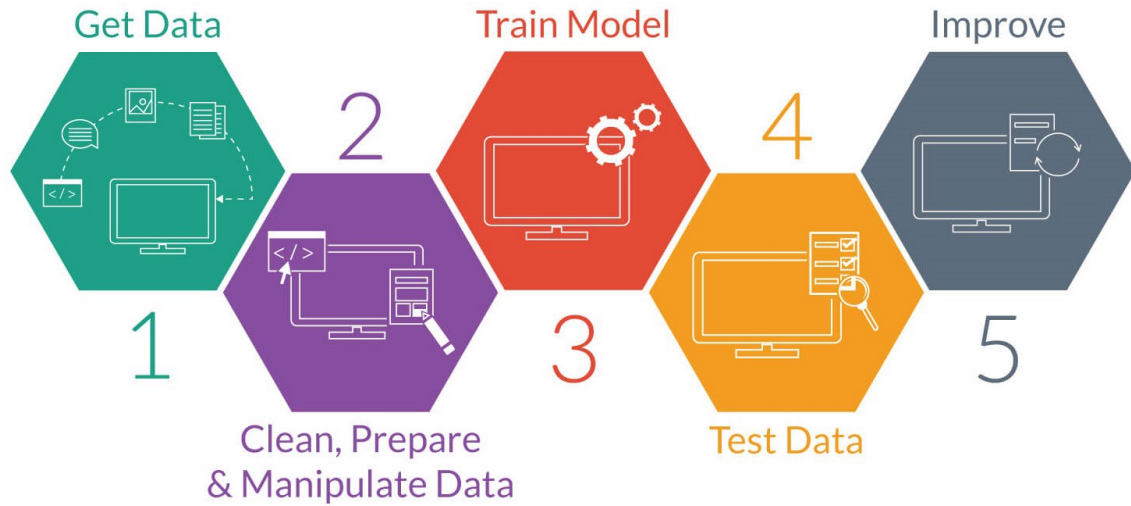 Get Data
1
2
Clean, Prepare
& Manipulate Data
Train Model
3
4
Test Data
Improve
5
</>
</>